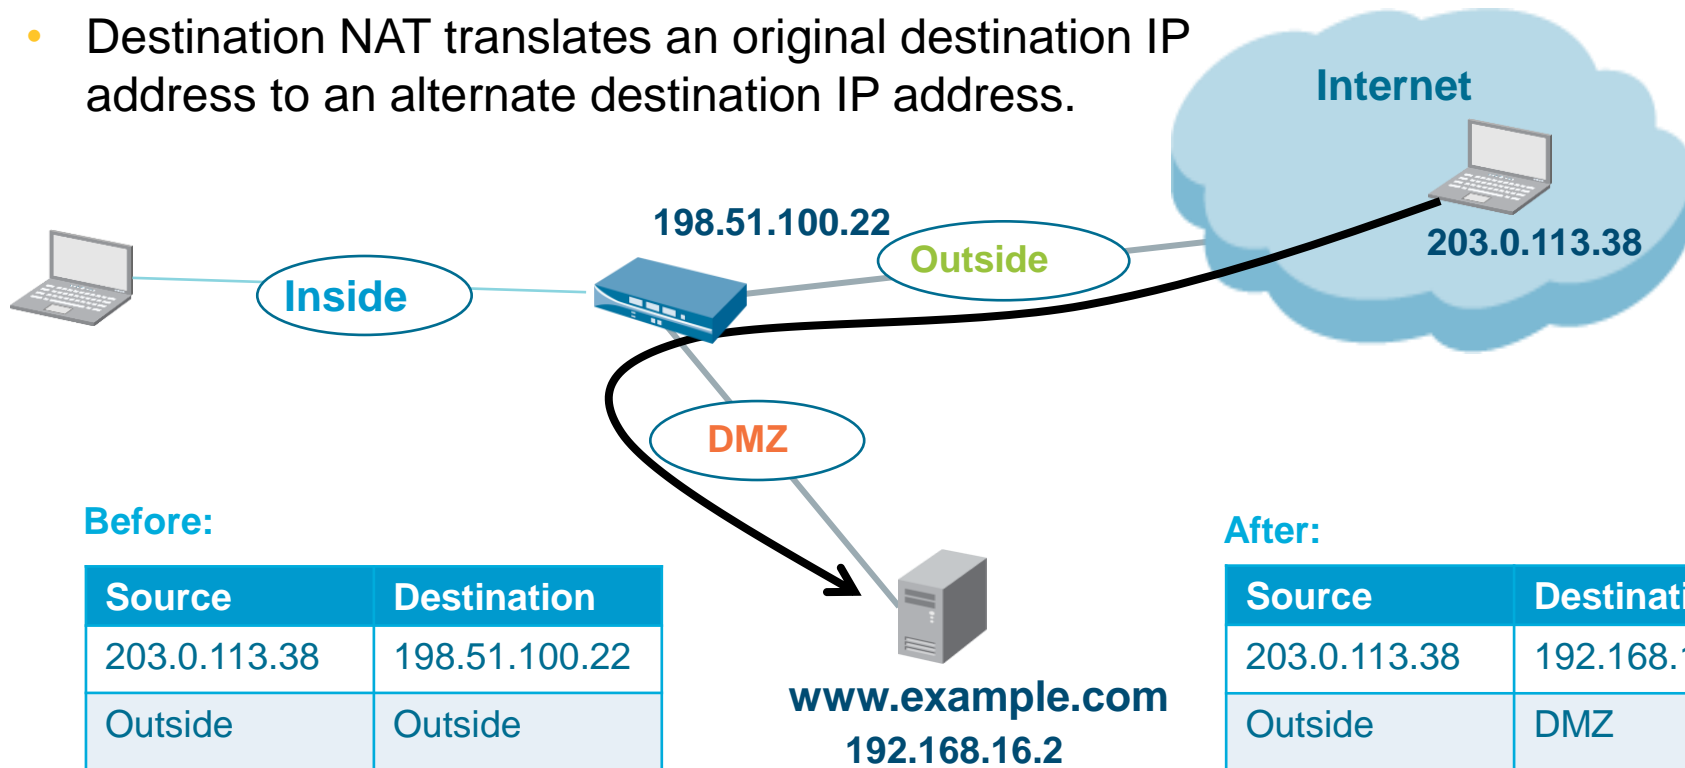 • Destination NAT translates an original destination IP
address to an alternate destination IP address.
Internet
198.51.100.22
Outside
203.0.113.38
Inside
DMZ
Before:
Source Destination
203.0.113.38 198.51.100.22
Outside Outside
www.example.com
192.168.16.2
After:
Source
203.0.113.38
Outside DMZ